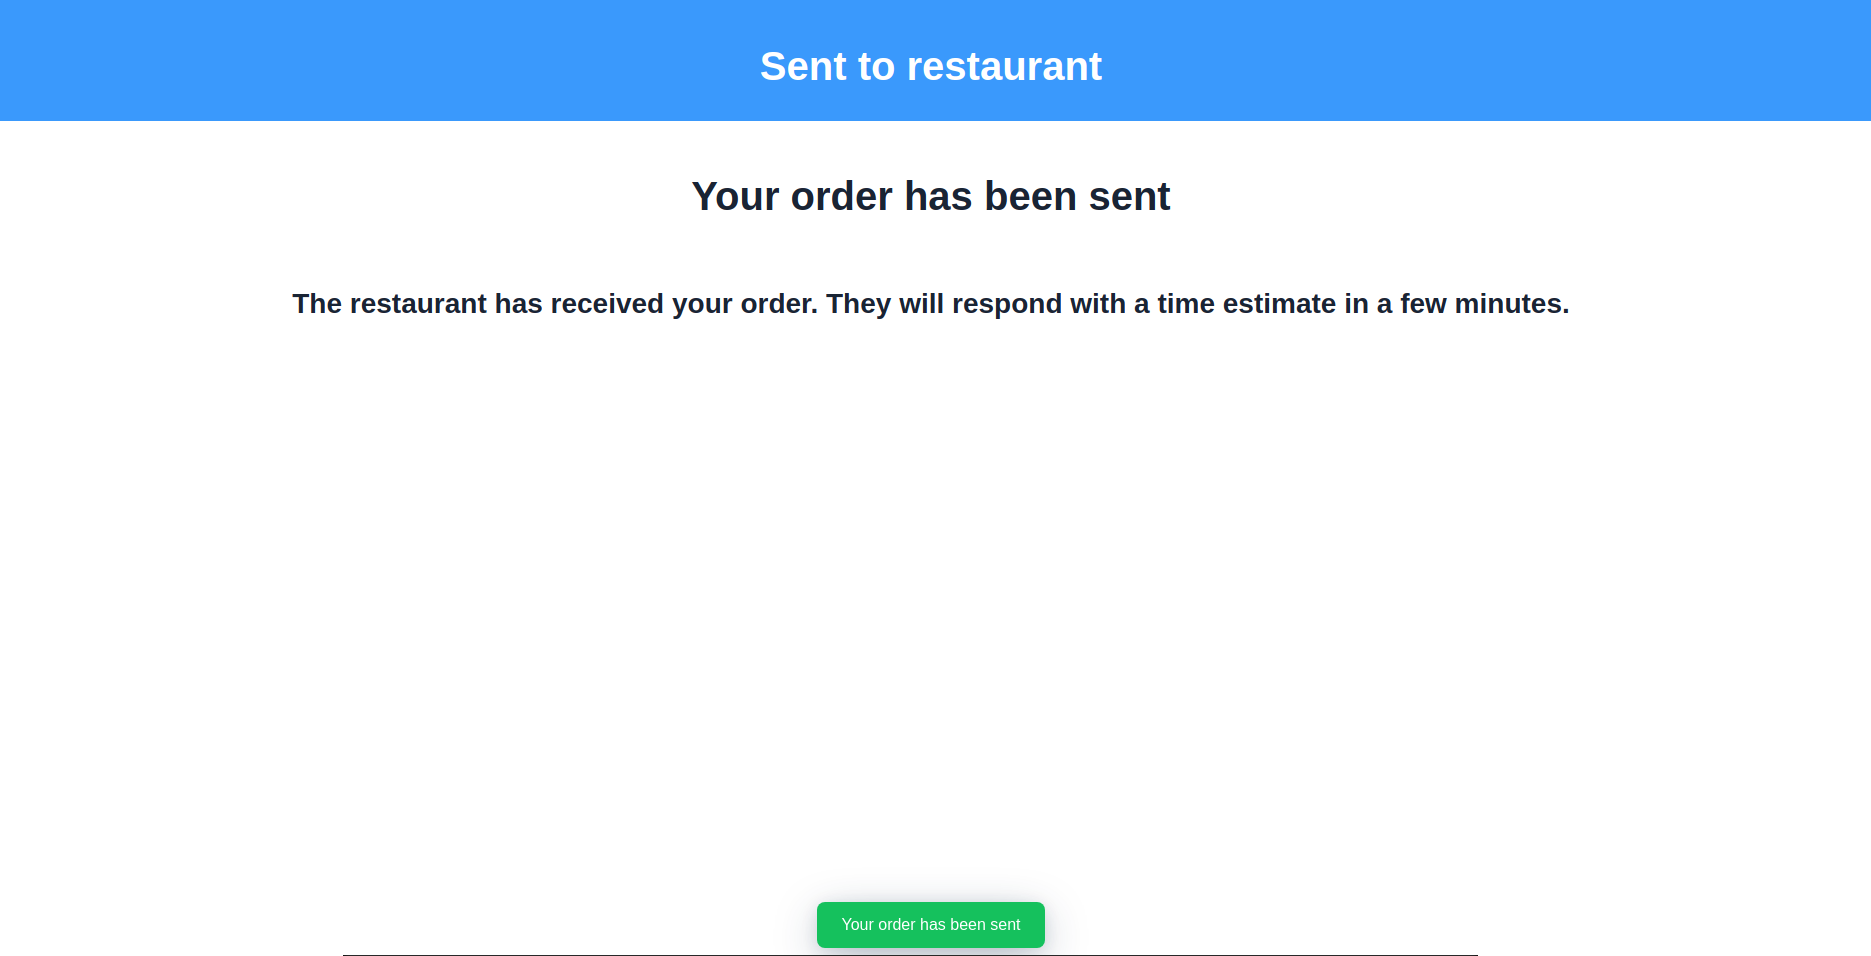 Sent to restaurant
Your order has been sent
The restaurant has received your order. They will respond with a time estimate in a few minutes.
Your order has been sent